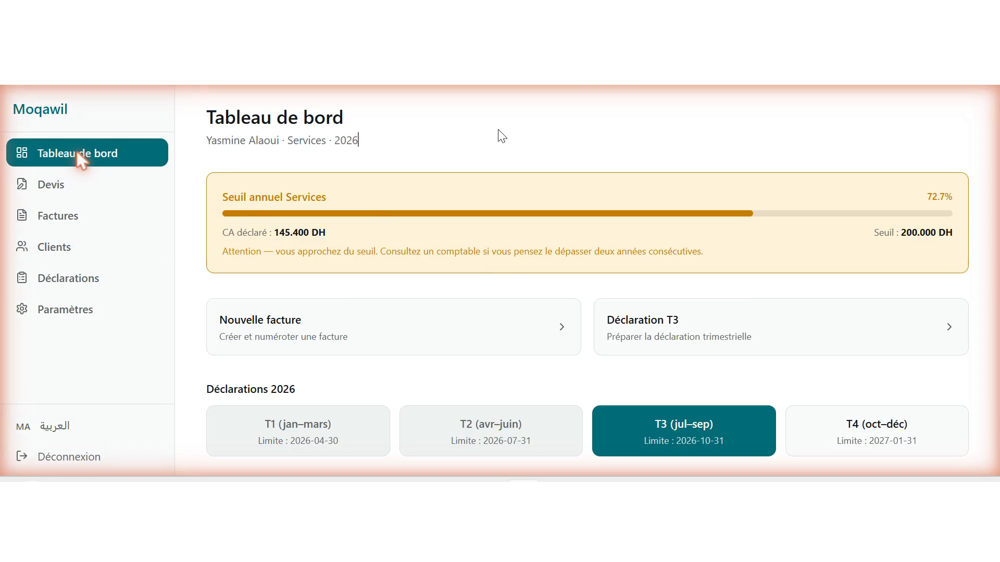 Moqawil
Tableau de bord
Devis
Factures
Clients
Déclarations
Paramètres
MA العربية
Déconnexion
Tableau de bord
Yasmine Alaoui · Services · 2026
Seuil annuel Services 72.7%
CA déclaré : 145.400 DH Seuil : 200.000 DH
Attention — vous approchez du seuil. Consultez un comptable si vous pensez le dépasser deux années consécutives.
Nouvelle facture
Créer et numéroter une facture
Déclaration T3
Préparer la déclaration trimestrielle
Déclarations 2026
T1 (jan–mars)
Limite : 2026-04-30
T2 (avr–juin)
Limite : 2026-07-31
T3 (jul–sep)
Limite : 2026-10-31
T4 (oct–déc)
Limite : 2027-01-31